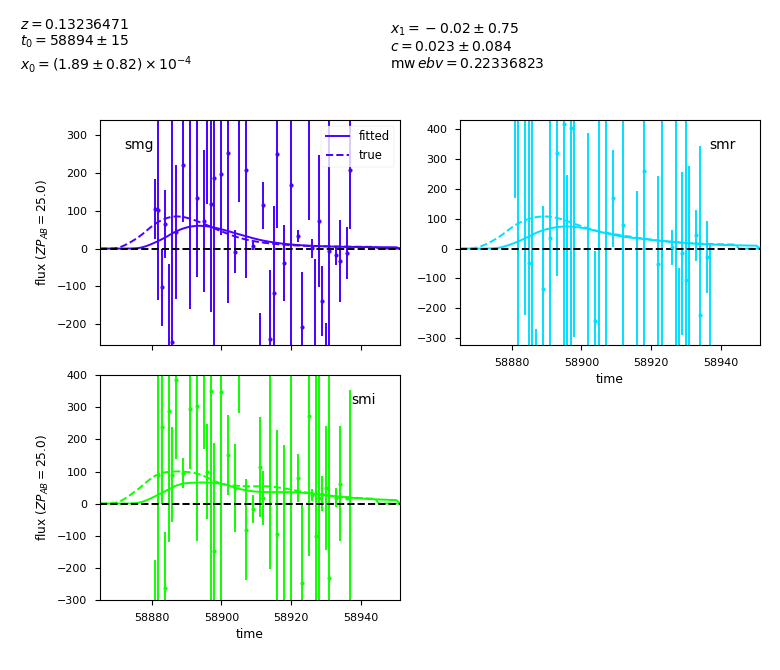 z = 0.13236471
t₀ = 58894 ± 15
x₀ = (1.89 ± 0.82) × 10⁻⁴
x₁ = −0.02 ± 0.75
c = 0.023 ± 0.084
mw ebv = 0.22336823
smg
fitted
true
300
200
100
0
−100
−200
flux (ZP_AB = 25.0)
smr
400
300
200
100
0
−100
−200
−300
58880 58900 58920 58940
time
smi
400
300
200
100
0
−100
−200
−300
flux (ZP_AB = 25.0)
58880 58900 58920 58940
time